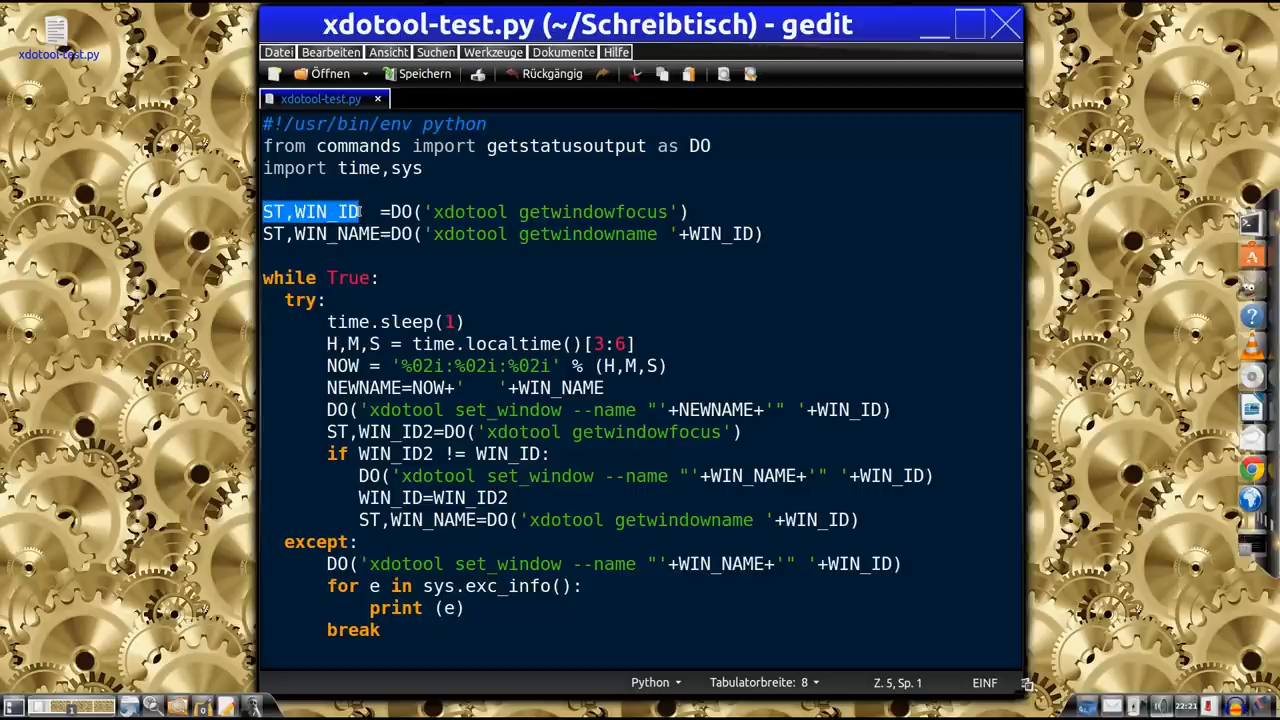 xdotool-test.py (~/Schreibtisch) - gedit
xdotool-test.py
Datei Bearbeiten Ansicht Suchen Werkzeuge Dokumente Hilfe
Öffnen Speichern Rückgängig
xdotool-test.py ×
#!/usr/bin/env python
from commands import getstatusoutput as DO
import time,sys
ST,WIN_ID  =DO('xdotool getwindowfocus')
ST,WIN_NAME=DO('xdotool getwindowname '+WIN_ID)
while True:
  try:
      time.sleep(1)
      H,M,S = time.localtime()[3:6]
      NOW = '%02i:%02i:%02i' % (H,M,S)
      NEWNAME=NOW+'   '+WIN_NAME
      DO('xdotool set_window --name "'+NEWNAME+'" '+WIN_ID)
      ST,WIN_ID2=DO('xdotool getwindowfocus')
      if WIN_ID2 != WIN_ID:
         DO('xdotool set_window --name "'+WIN_NAME+'" '+WIN_ID)
         WIN_ID=WIN_ID2
         ST,WIN_NAME=DO('xdotool getwindowname '+WIN_ID)
  except:
      DO('xdotool set_window --name "'+WIN_NAME+'" '+WIN_ID)
      for e in sys.exc_info():
          print (e)
      break
Python Tabulatorbreite: 8 Z. 5, Sp. 1 EINF
1 0 22:21